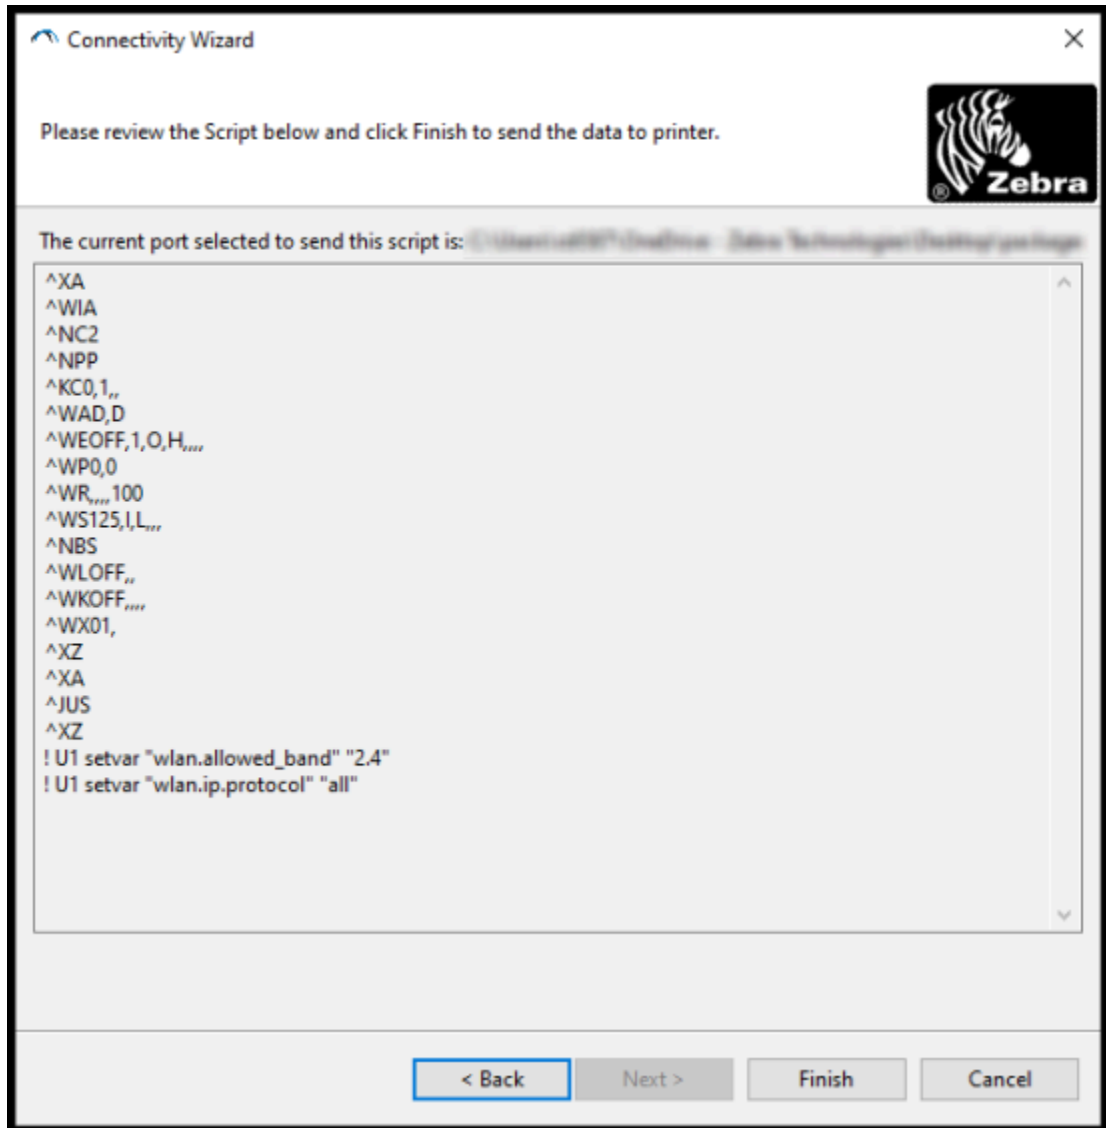 Connectivity Wizard
Please review the Script below and click Finish to send the data to printer.
® Zebra
The current port selected to send this script is:
^XA
^WIA
^NC2
^NPP
^KC0,1,,
^WAD,D
^WEOFF,1,O,H,,,,
^WP0,0
^WR,,,,100
^WS125,I,L,,,
^NBS
^WLOFF,,
^WKOFF,,,,
^WX01,
^XZ
^XA
^JUS
^XZ
! U1 setvar "wlan.allowed_band" "2.4"
! U1 setvar "wlan.ip.protocol" "all"
< Back Next > Finish Cancel